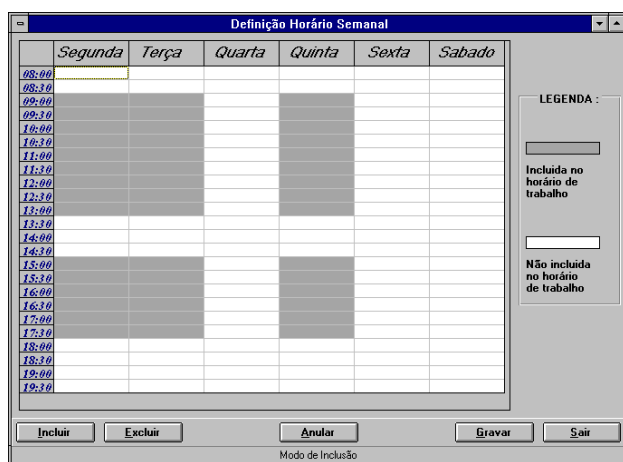 Definição Horário Semanal
Segunda Terça Quarta Quinta Sexta Sabado
08:00
08:30
09:00
09:30
10:00
10:30
11:00
11:30
12:00
12:30
13:00
13:30
14:00
14:30
15:00
15:30
16:00
16:30
17:00
17:30
18:00
18:30
19:00
19:30
LEGENDA :
Incluida no
horário de
trabalho
Não incluida
no horário
de trabalho
Incluir Excluir Anular Gravar Sair
Modo de Inclusão